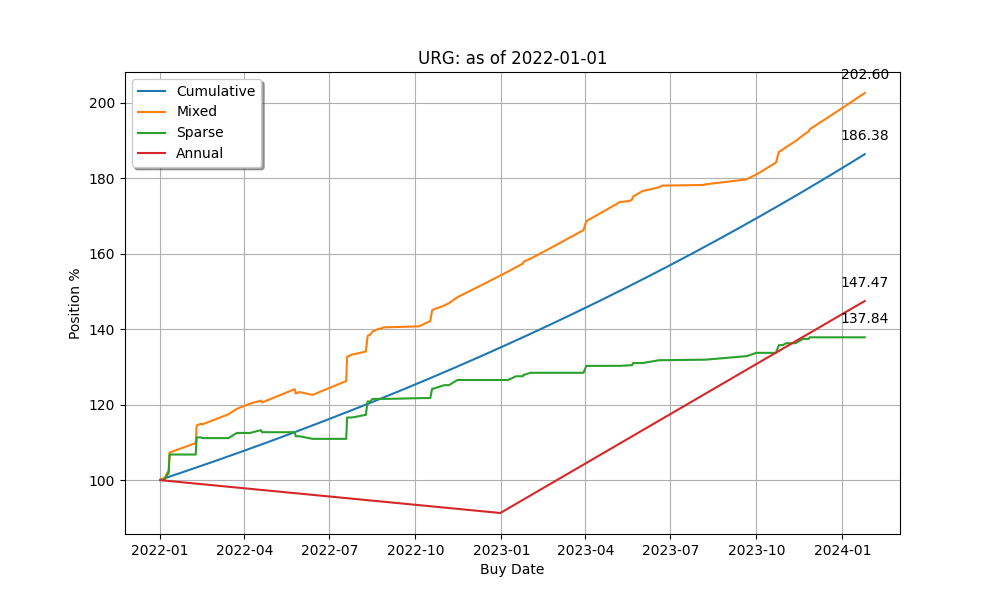 URG: as of 2022-01-01
Cumulative
Mixed
Sparse
Annual
202.60
186.38
147.47
137.84
200
180
160
140
120
100
Position %
2022-01 2022-04 2022-07 2022-10 2023-01 2023-04 2023-07 2023-10 2024-01
Buy Date